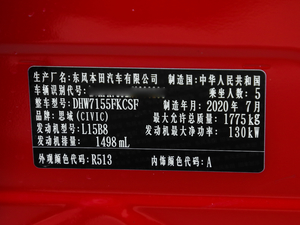 生产厂名:东风本田汽车有限公司 制造国:中华人民共和国
车辆识别代号: 乘坐人数:5
整车型号:DHW7155FKCSF 制造年月:2020年7月
品牌:思域(CIVIC) 最大允许总质量:1775kg
发动机型号:L15B8 发动机最大净功率:130kW
发动机排量:1498mL
外观颜色代码:R513 内饰颜色代码:A